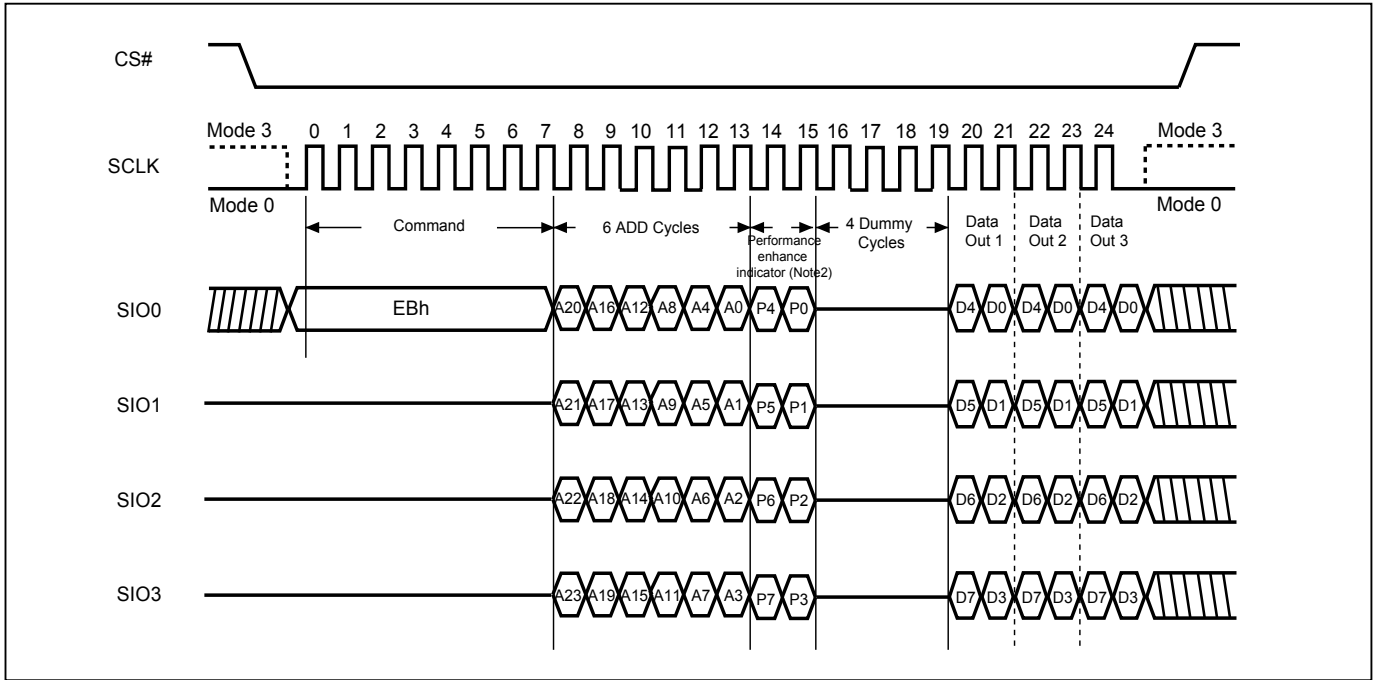 CS#
Mode 3
0 1 2 3 4 5 6 7 8 9 10 11 12 13 14 15 16 17 18 19 20 21 22 23 24
Mode 3
SCLK
Mode 0
Mode 0
Command
6 ADD Cycles
Performance
enhance
indicator (Note2)
4 Dummy
Cycles
Data
Out 1
Data
Out 2
Data
Out 3
SIO0
EBh
A20 A16 A12 A8 A4 A0 P4 P0
D4 D0 D4 D0 D4 D0
SIO1
A21 A17 A13 A9 A5 A1 P5 P1
D5 D1 D5 D1 D5 D1
SIO2
A22 A18 A14 A10 A6 A2 P6 P2
D6 D2 D6 D2 D6 D2
SIO3
A23 A19 A15 A11 A7 A3 P7 P3
D7 D3 D7 D3 D7 D3